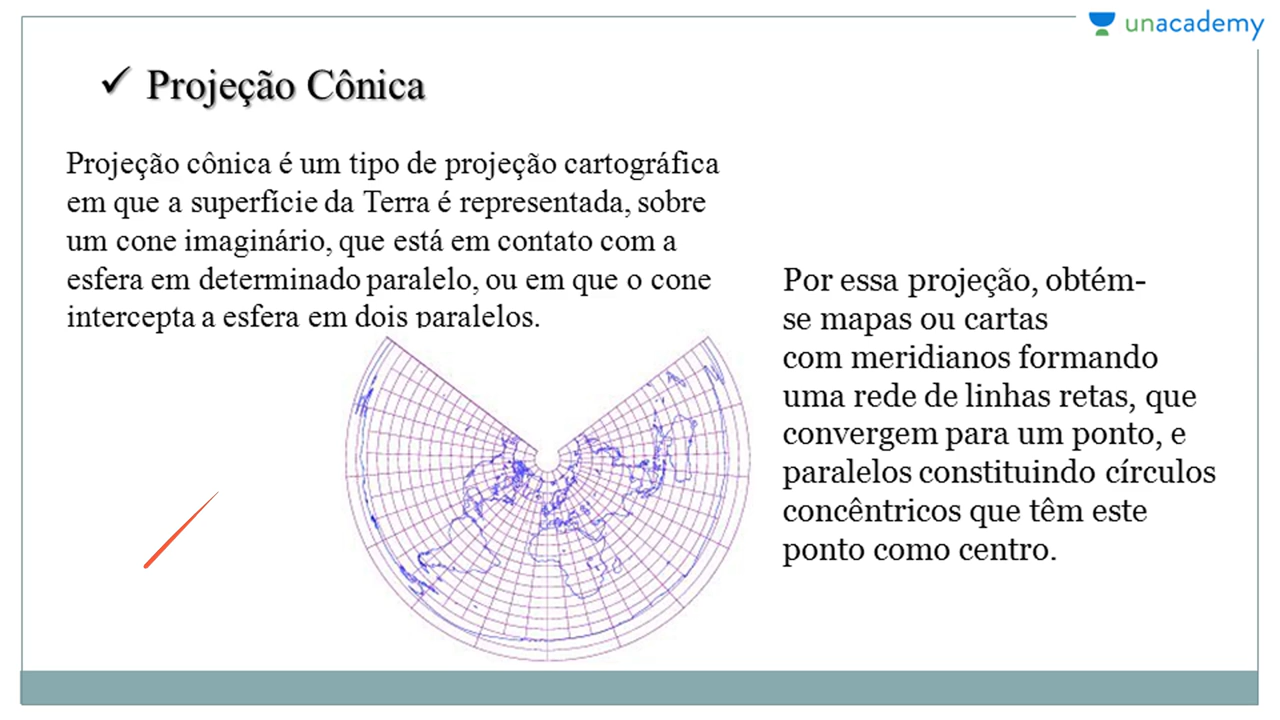 unacademy
Projeção Cônica
Projeção cônica é um tipo de projeção cartográfica
em que a superfície da Terra é representada, sobre
um cone imaginário, que está em contato com a
esfera em determinado paralelo, ou em que o cone
intercepta a esfera em dois paralelos.
Por essa projeção, obtém-
se mapas ou cartas
com meridianos formando
uma rede de linhas retas, que
convergem para um ponto, e
paralelos constituindo círculos
concêntricos que têm este
ponto como centro.